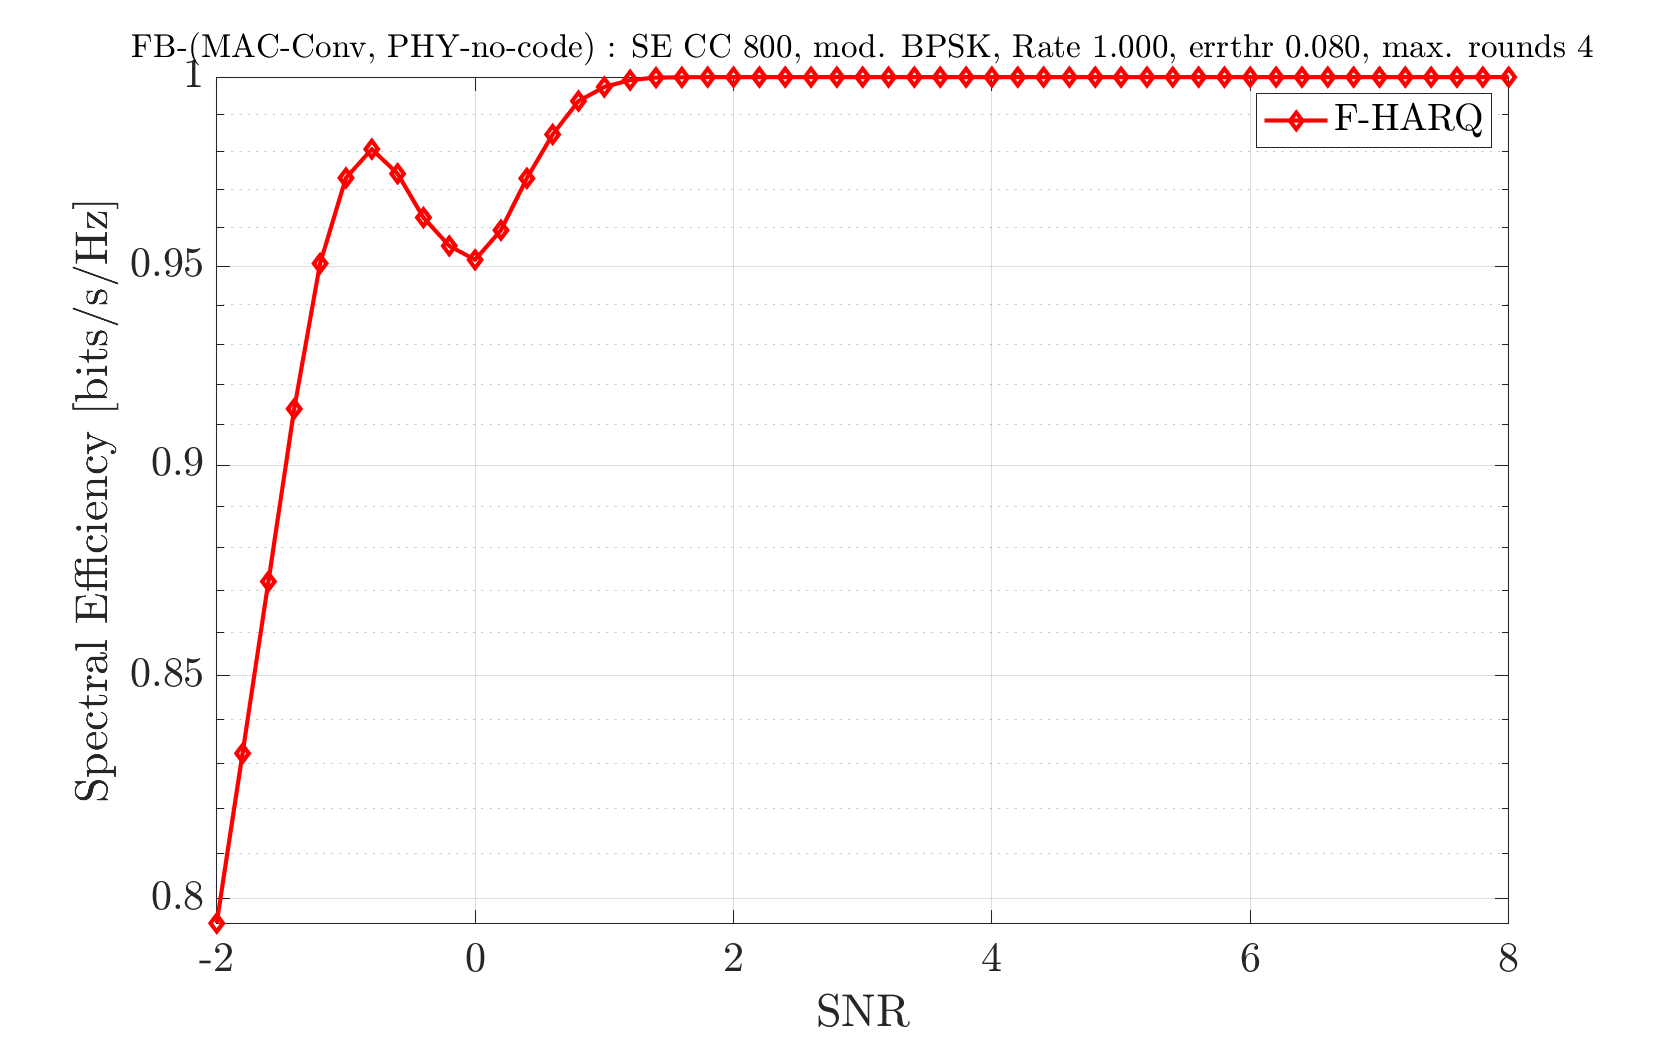 FB-(MAC-Conv, PHY-no-code) : SE CC 800, mod. BPSK, Rate 1.000, errthr 0.080, max. rounds 4
1
F-HARQ
0.95
0.9
0.85
0.8
Spectral Efficiency [bits/s/Hz]
-2 0 2 4 6 8
SNR